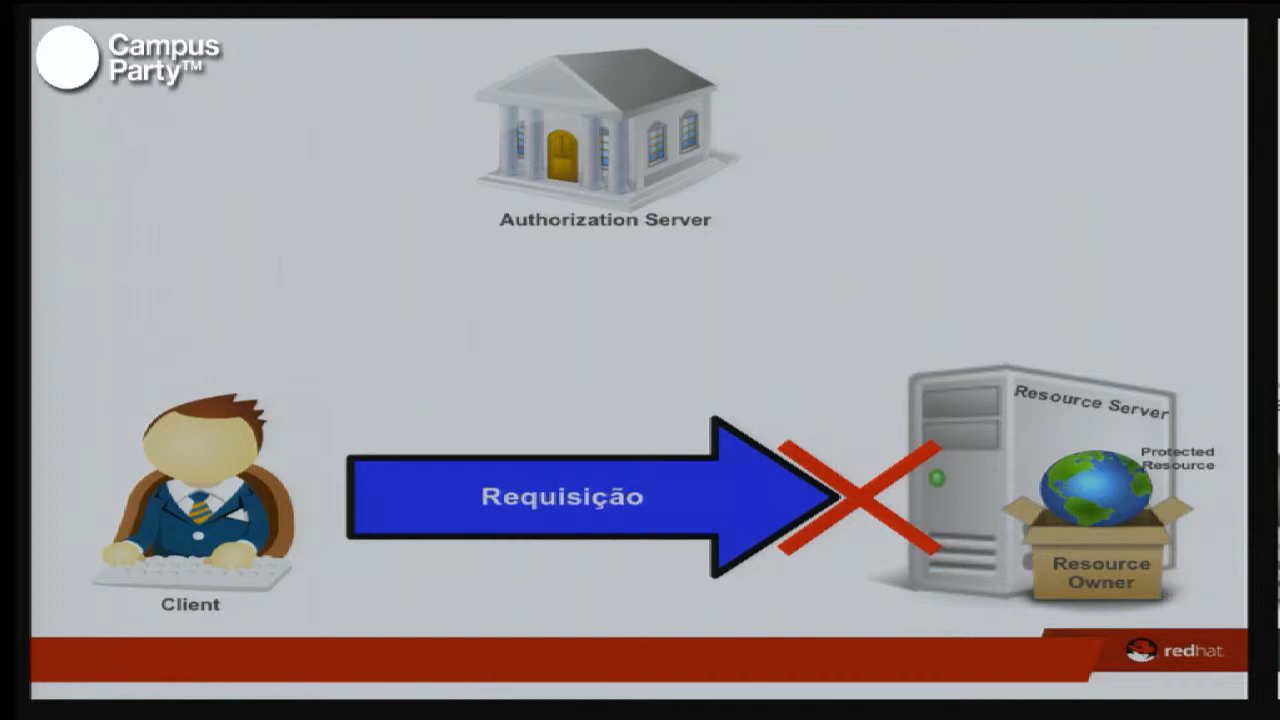 Campus
Party™
Authorization Server
Resource Server
Protected
Resource
Requisição
Resource
Owner
Client
redhat